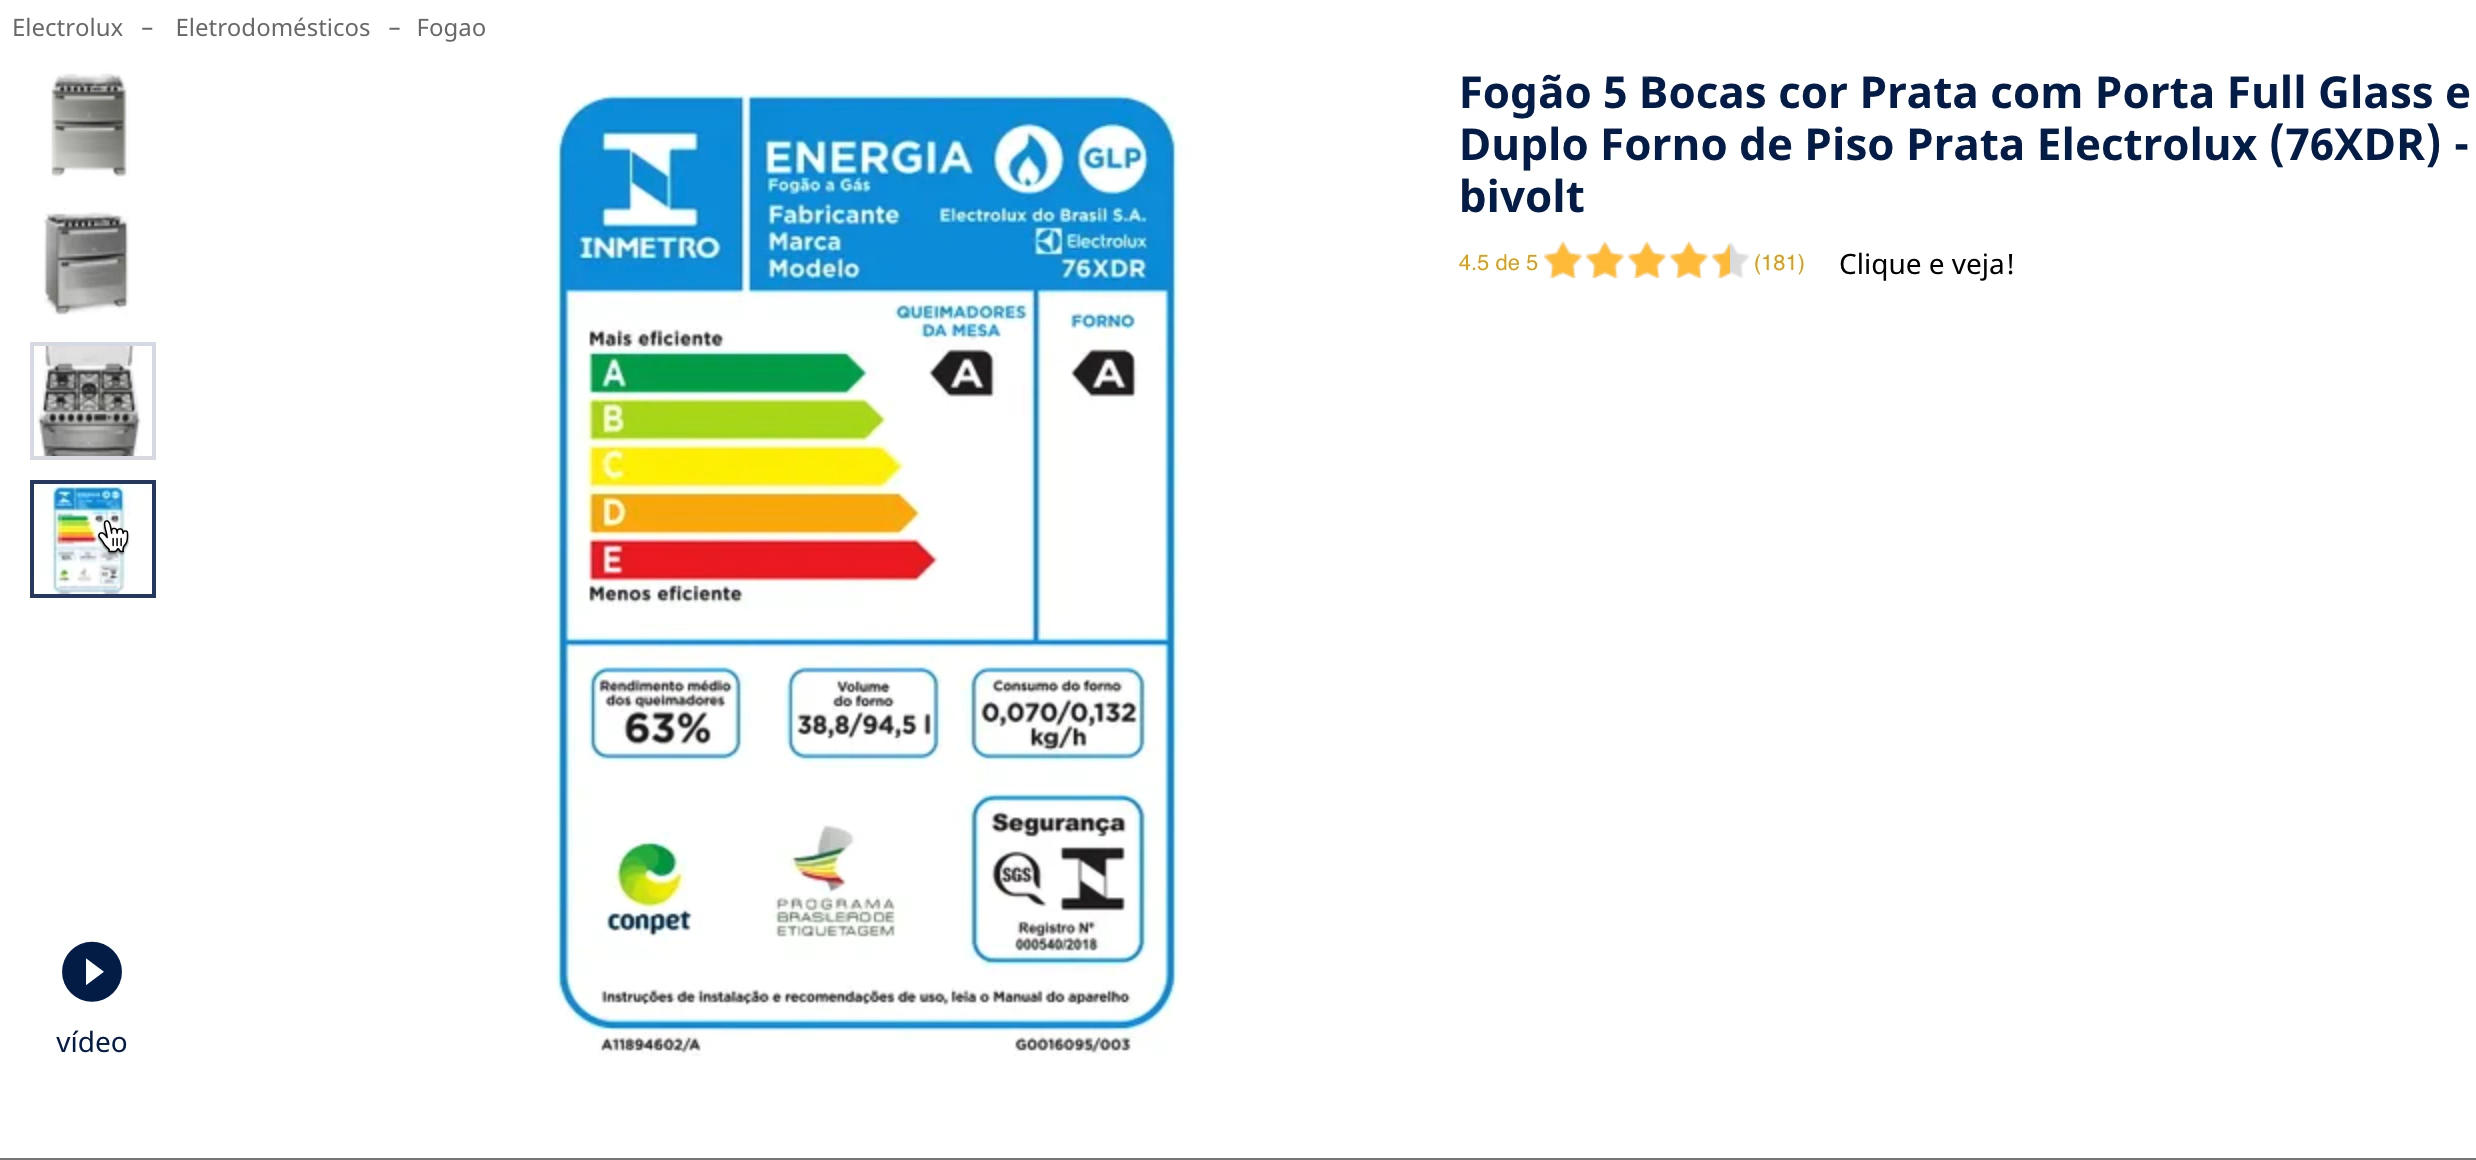 Electrolux – Eletrodomésticos – Fogao
Fogão 5 Bocas cor Prata com Porta Full Glass e
Duplo Forno de Piso Prata Electrolux (76XDR) -
bivolt
4.5 de 5 (181) Clique e veja!
INMETRO
ENERGIA GLP
Fogão a Gás
Fabricante Electrolux do Brasil S.A.
Marca Electrolux
Modelo 76XDR
QUEIMADORES
DA MESA
FORNO
Mais eficiente
A A A
B
C
D
E
Menos eficiente
Rendimento médio
dos queimadores
63%
Volume
do forno
38,8/94,5 l
Consumo do forno
0,070/0,132
kg/h
conpet
PROGRAMA
BRASILEIRO DE
ETIQUETAGEM
Segurança
SGS
Registro Nº
000540/2018
Instruções de instalação e recomendações de uso, leia o Manual do aparelho
A11894602/A G0016095/003
vídeo